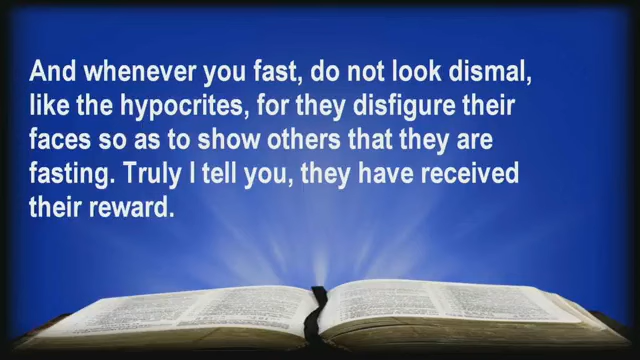 And whenever you fast, do not look dismal,
like the hypocrites, for they disfigure their
faces so as to show others that they are
fasting. Truly I tell you, they have received
their reward.